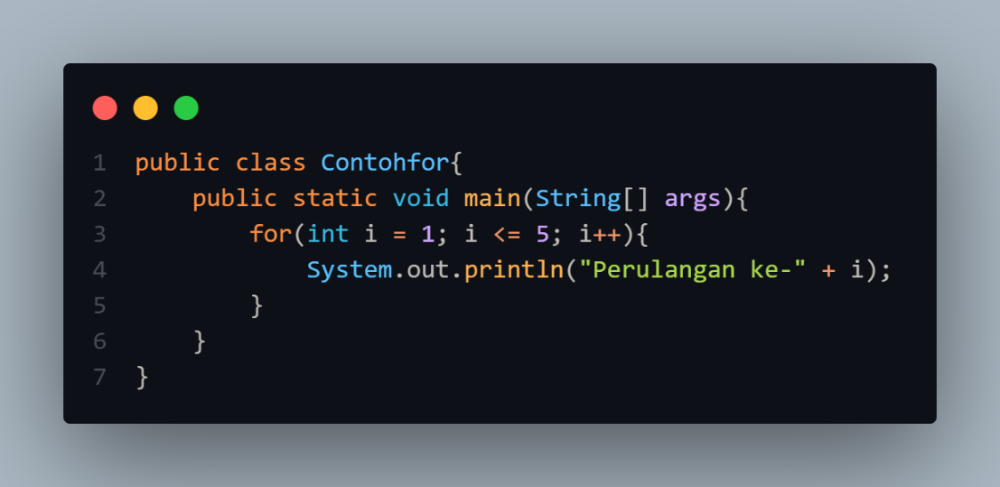 1 public class Contohfor{
2     public static void main(String[] args){
3         for(int i = 1; i <= 5; i++){
4             System.out.println("Perulangan ke-" + i);
5         }
6     }
7 }